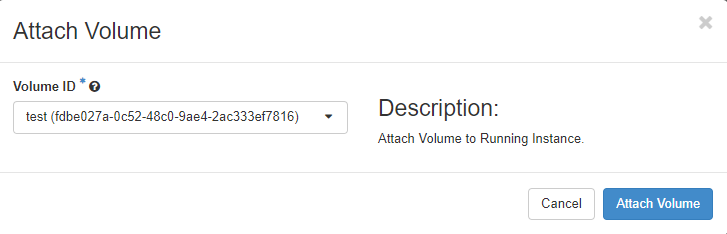 Attach Volume
×
Volume ID *
test (fdbe027a-0c52-48c0-9ae4-2ac333ef7816)
Description:
Attach Volume to Running Instance.
Cancel
Attach Volume